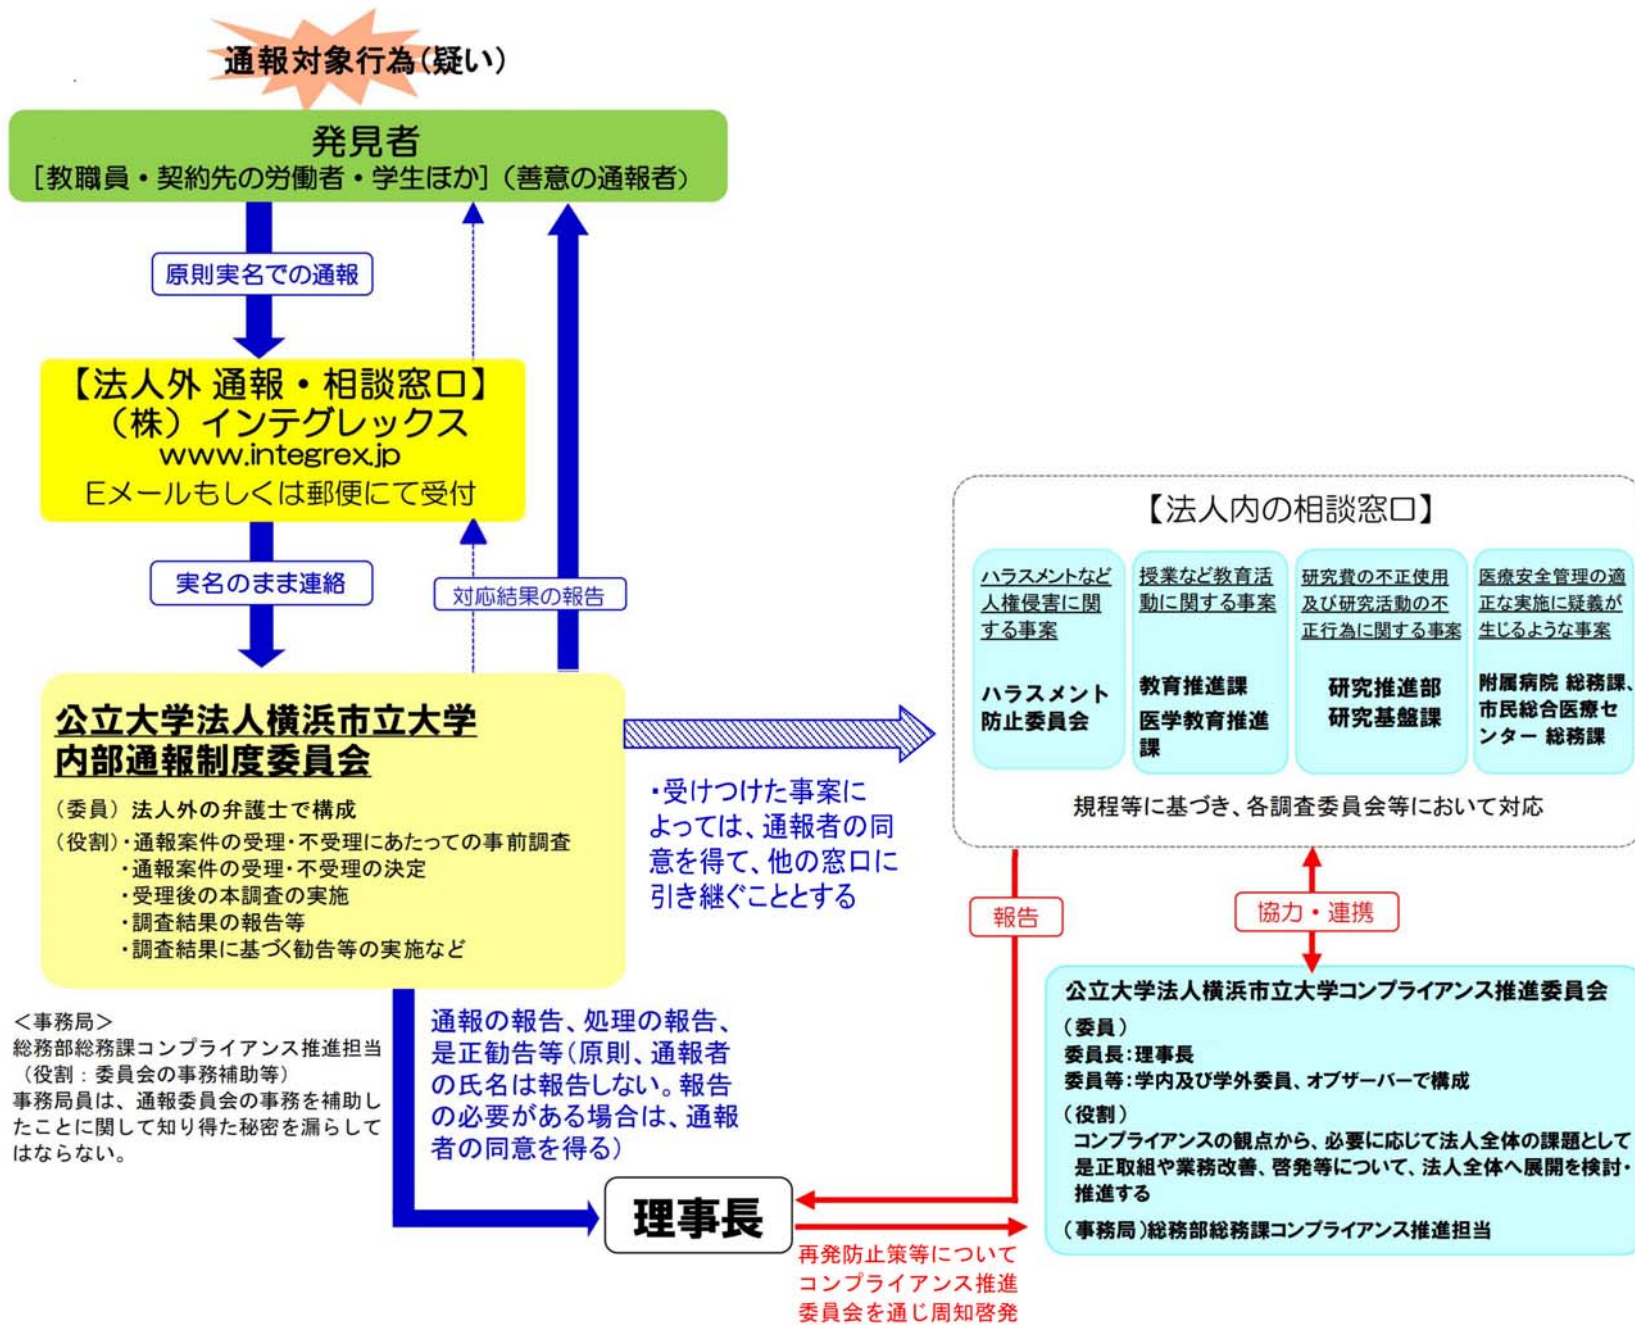 通報対象行為(疑い)
発見者
[教職員・契約先の労働者・学生ほか](善意の通報者)
原則実名での通報
【法人外 通報・相談窓口】
(株)インテグレックス
www.integrex.jp
Eメールもしくは郵便にて受付
実名のまま連絡
対応結果の報告
公立大学法人横浜市立大学
内部通報制度委員会
(委員)法人外の弁護士で構成
(役割)・通報案件の受理・不受理にあたっての事前調査
・通報案件の受理・不受理の決定
・受理後の本調査の実施
・調査結果の報告等
・調査結果に基づく勧告等の実施など
<事務局>
総務部総務課コンプライアンス推進担当
(役割:委員会の事務補助等)
事務局員は、通報委員会の事務を補助し
たことに関して知り得た秘密を漏らして
はならない。
・受けつけた事案に
よっては、通報者の同
意を得て、他の窓口に
引き継ぐこととする
通報の報告、処理の報告、
是正勧告等(原則、通報者
の氏名は報告しない。報告
の必要がある場合は、通報
者の同意を得る)
理事長
【法人内の相談窓口】
ハラスメントなど
人権侵害に関
する事案
ハラスメント
防止委員会
授業など教育活
動に関する事案
教育推進課
医学教育推進
課
研究費の不正使用
及び研究活動の不
正行為に関する事案
研究推進部
研究基盤課
医療安全管理の適
正な実施に疑義が
生じるような事案
附属病院 総務課、
市民総合医療セ
ンター 総務課
規程等に基づき、各調査委員会等において対応
報告
協力・連携
公立大学法人横浜市立大学コンプライアンス推進委員会
(委員)
委員長:理事長
委員等:学内及び学外委員、オブザーバーで構成
(役割)
コンプライアンスの観点から、必要に応じて法人全体の課題として
是正取組や業務改善、啓発等について、法人全体へ展開を検討・
推進する
(事務局)総務部総務課コンプライアンス推進担当
再発防止策等について
コンプライアンス推進
委員会を通じ周知啓発